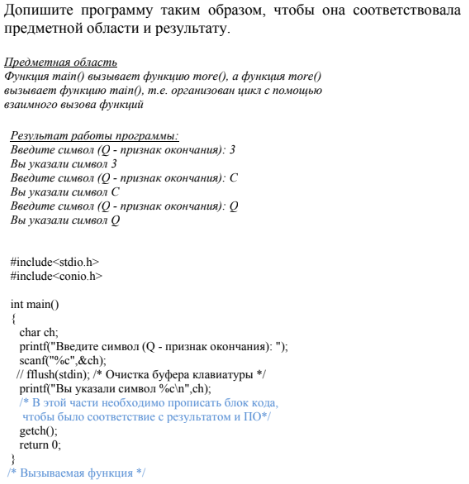 Допишите программу таким образом, чтобы она соответствовала
предметной области и результату.
Предметная область
Функция main() вызывает функцию more(), а функция more()
вызывает функцию main(), т.е. организован цикл с помощью
взаимного вызова функций
Результат работы программы:
Введите символ (Q - признак окончания): 3
Вы указали символ 3
Введите символ (Q - признак окончания): C
Вы указали символ C
Введите символ (Q - признак окончания): Q
Вы указали символ Q
#include<stdio.h>
#include<conio.h>
int main()
{
char ch;
printf("Введите символ (Q - признак окончания): ");
scanf("%c",&ch);
// fflush(stdin); /* Очистка буфера клавиатуры */
printf("Вы указали символ %c\n",ch);
/* В этой части необходимо прописать блок кода,
чтобы было соответствие с результатом и ПО*/
getch();
return 0;
}
/* Вызываемая функция */